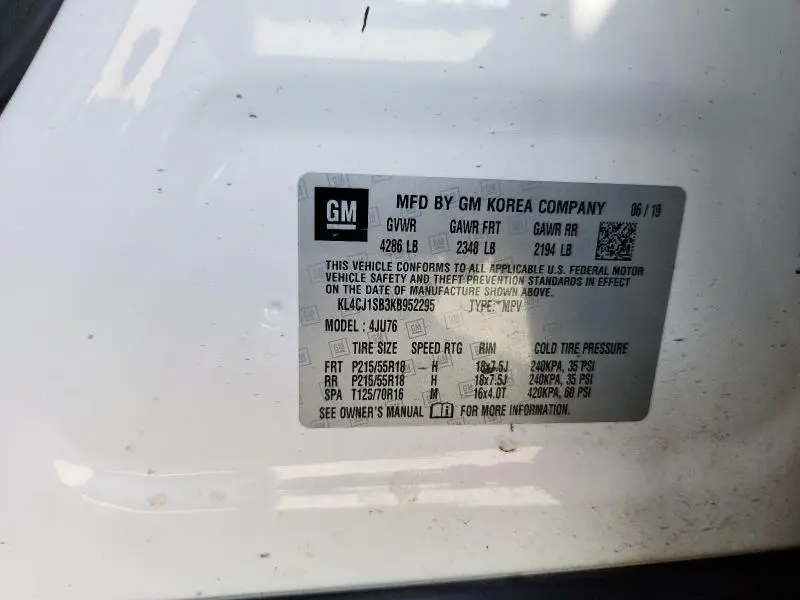 GM MFD BY GM KOREA COMPANY 06 / 19
GVWR GAWR FRT GAWR RR
4286 LB 2348 LB 2194 LB
THIS VEHICLE CONFORMS TO ALL APPLICABLE U.S. FEDERAL MOTOR
VEHICLE SAFETY AND THEFT PREVENTION STANDARDS IN EFFECT
ON THE DATE OF MANUFACTURE SHOWN ABOVE.
KL4CJ1SB3KB952295 TYPE: MPV
MODEL : 4JU76
TIRE SIZE SPEED RTG RIM COLD TIRE PRESSURE
FRT P215/55R18 H 18x7.5J 240KPA, 35 PSI
RR P215/55R18 H 18x7.5J 240KPA, 35 PSI
SPA T125/70R16 M 16x4.0T 420KPA, 60 PSI
SEE OWNER'S MANUAL FOR MORE INFORMATION.